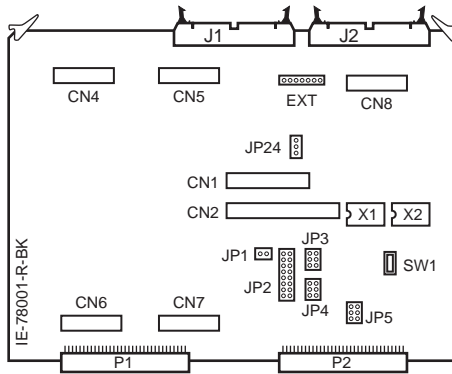 J1
J2
CN4
CN5
EXT
CN8
JP24
CN1
CN2
X1
X2
JP1
JP3
SW1
JP2
JP4
JP5
IE-78001-R-BK
CN6
CN7
P1
P2